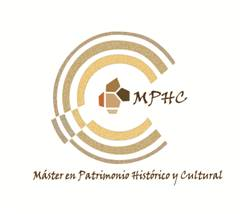 MPHC
Máster en Patrimonio Histórico y Cultural